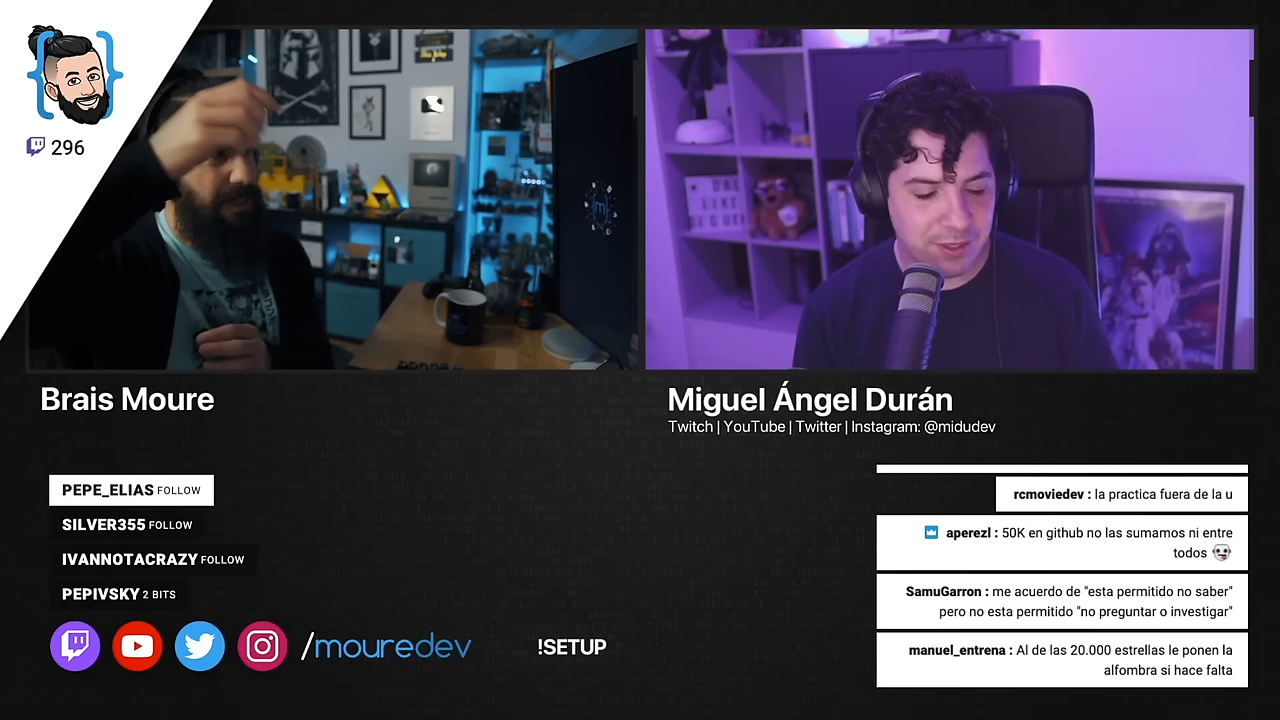 296
Brais Moure
Miguel Ángel Durán
Twitch | YouTube | Twitter | Instagram: @midudev
PEPE_ELIAS FOLLOW
SILVER355 FOLLOW
IVANNOTACRAZY FOLLOW
PEPIVSKY 2 BITS
/mouredev
!SETUP
rcmoviedev : la practica fuera de la u
aperezl : 50K en github no las sumamos ni entre
todos
SamuGarron : me acuerdo de "esta permitido no saber"
pero no esta permitido "no preguntar o investigar"
manuel_entrena : Al de las 20.000 estrellas le ponen la
alfombra si hace falta